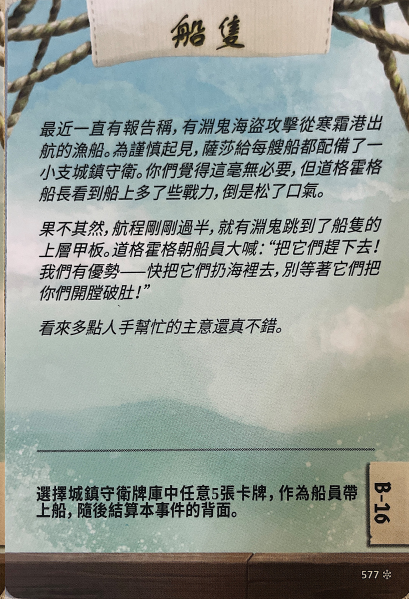 船隻
最近一直有報告稱，有淵鬼海盜攻擊從寒霜港出
航的漁船。為謹慎起見，薩莎給每艘船都配備了一
小支城鎮守衛。你們覺得這毫無必要，但道格霍格
船長看到船上多了些戰力，倒是松了口氣。
果不其然，航程剛剛過半，就有淵鬼跳到了船隻的
上層甲板。道格霍格朝船員大喊：“把它們趕下去！
我們有優勢——快把它們扔海裡去，別等著它們把
你們開膛破肚！”
看來多點人手幫忙的主意還真不錯。
選擇城鎮守衛牌庫中任意5張卡牌，作為船員帶
上船，隨後結算本事件的背面。
B-16
577